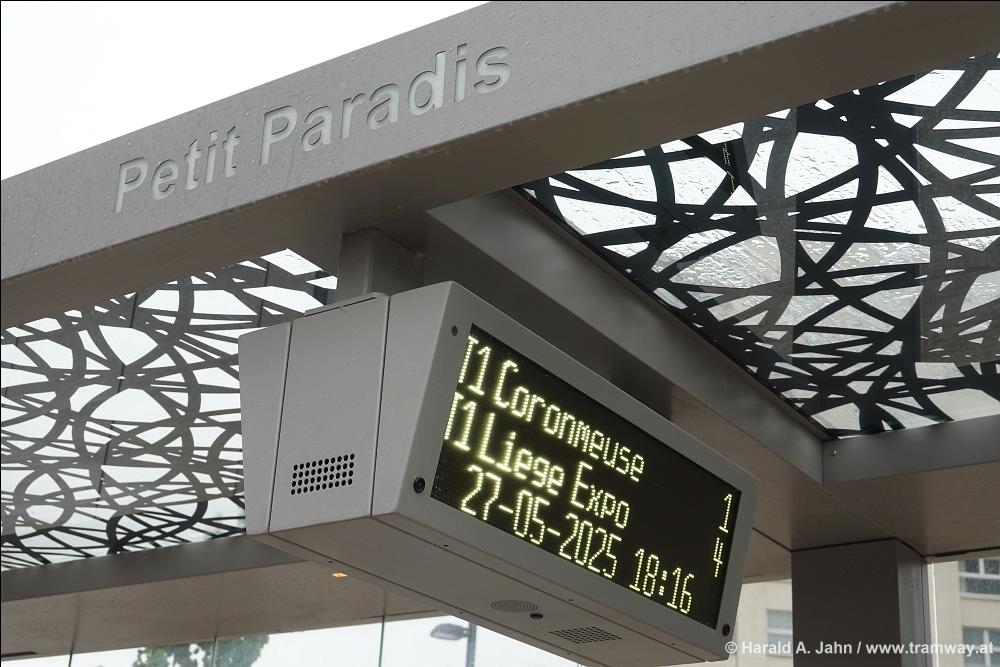 Petit Paradis
T1 Coronmeuse 1
T1 Liege Expo 4
27-05-2025 18:16
© Harald A. Jahn / www.tramway.at